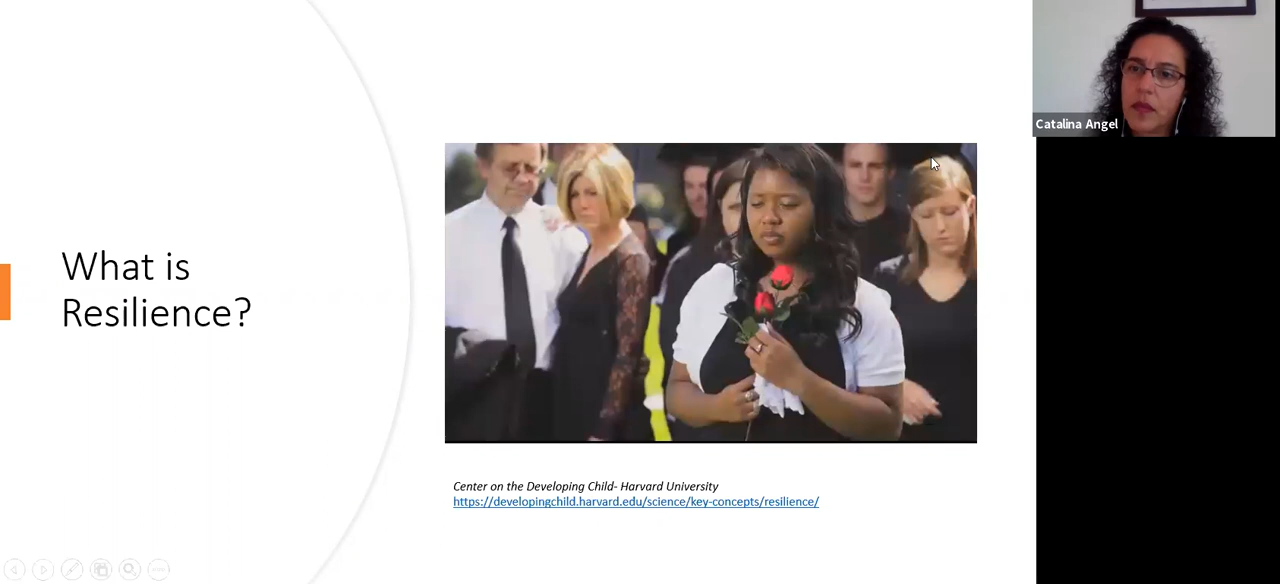 What is
Resilience?
Center on the Developing Child- Harvard University
https://developingchild.harvard.edu/science/key-concepts/resilience/
Catalina Angel